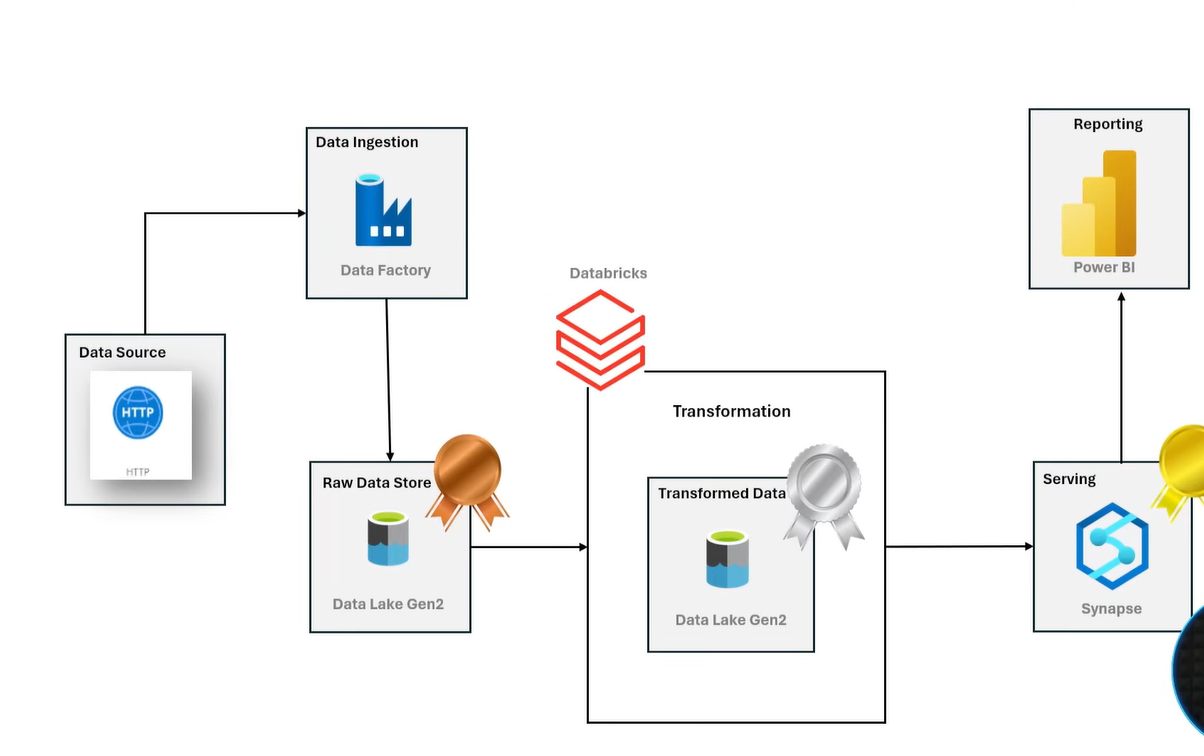 Data Ingestion
Data Factory
Data Source
HTTP
HTTP
Raw Data Store
Data Lake Gen2
Databricks
Transformation
Transformed Data
Data Lake Gen2
Serving
Synapse
Reporting
Power BI